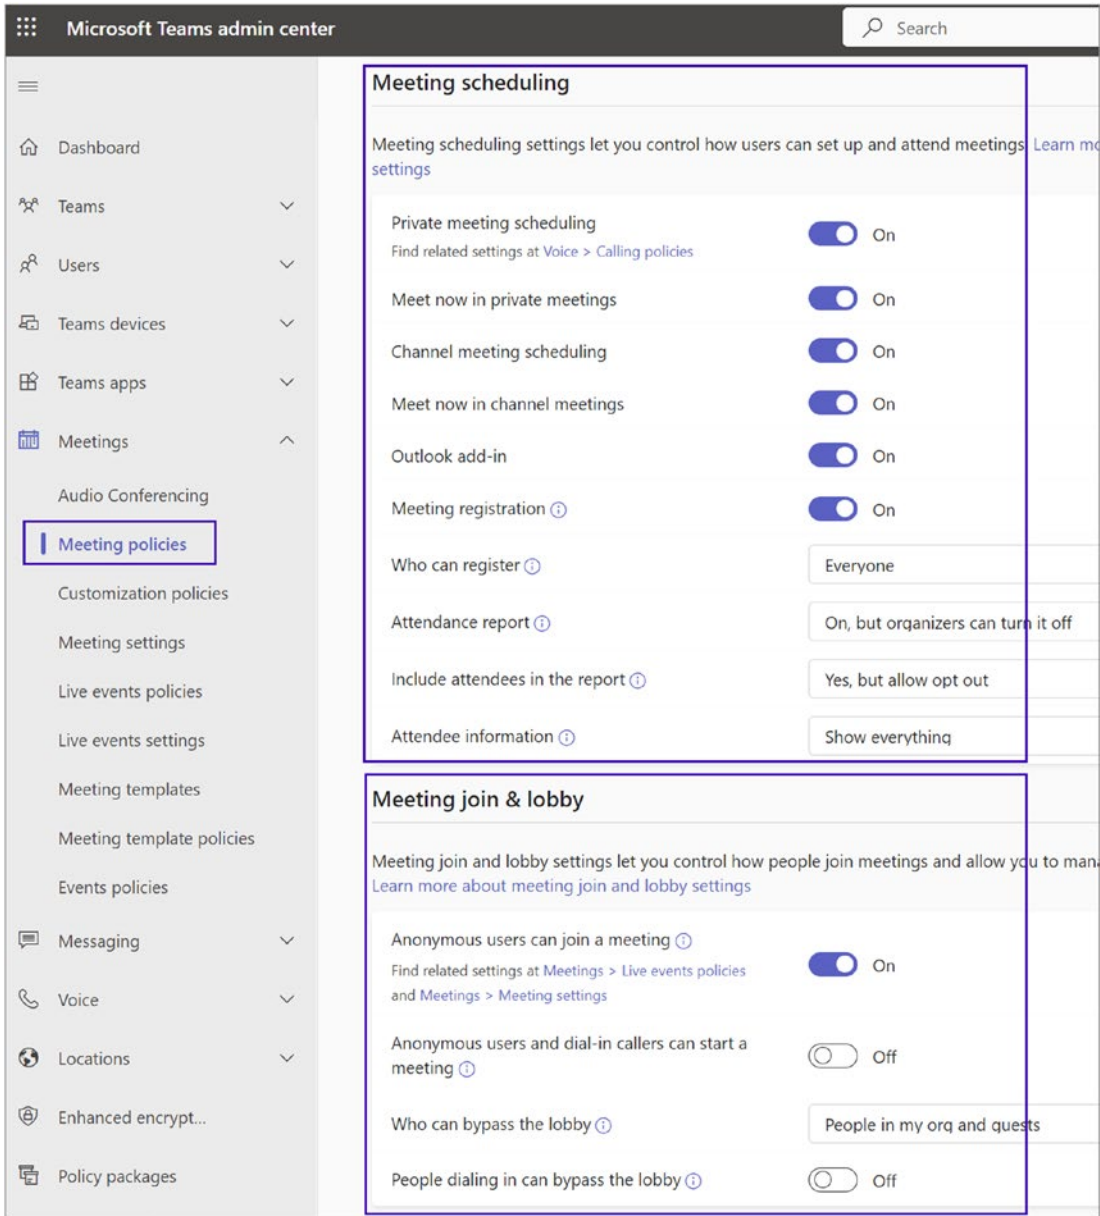 Microsoft Teams admin center
Search
Dashboard
Teams
Users
Teams devices
Teams apps
Meetings
Audio Conferencing
Meeting policies
Customization policies
Meeting settings
Live events policies
Live events settings
Meeting templates
Meeting template policies
Events policies
Messaging
Voice
Locations
Enhanced encrypt...
Policy packages
Meeting scheduling
Meeting scheduling settings let you control how users can set up and attend meetings. Learn
settings
Private meeting scheduling
On
Find related settings at Voice > Calling policies
Meet now in private meetings
On
Channel meeting scheduling
On
Meet now in channel meetings
On
Outlook add-in
On
Meeting registration
On
Who can register
Everyone
Attendance report
On, but organizers can turn it off
Include attendees in the report
Yes, but allow opt out
Attendee information
Show everything
Meeting join & lobby
Meeting join and lobby settings let you control how people join meetings and allow you to
Learn more about meeting join and lobby settings
Anonymous users can join a meeting
Find related settings at Meetings > Live events policies
and Meetings > Meeting settings
On
Anonymous users and dial-in callers can start a
meeting
Off
Who can bypass the lobby
People in my org and guests
People dialing in can bypass the lobby
Off